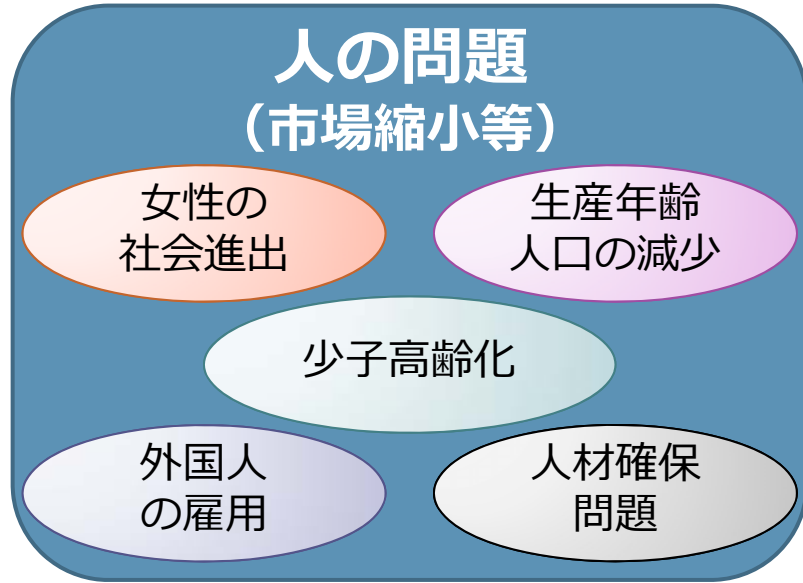 人の問題
（市場縮小等）
女性の
社会進出
生産年齢
人口の減少
少子高齢化
外国人
の雇用
人材確保
問題